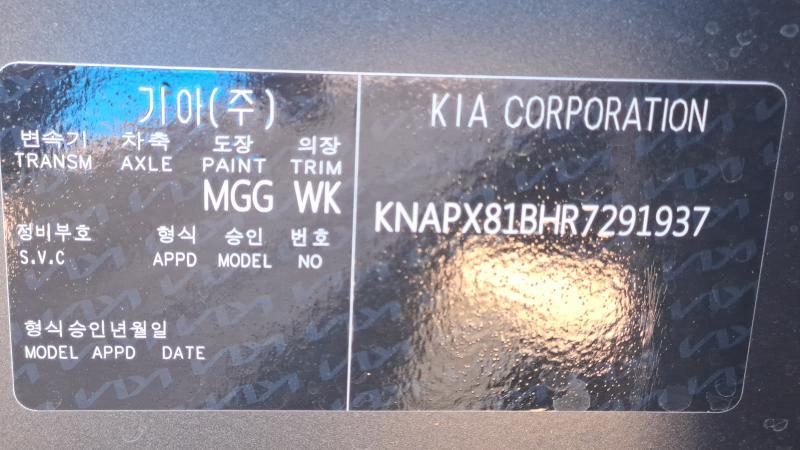 기아(주)
변속기 차축 도장 의장
TRANSM AXLE PAINT TRIM
MGG WK
정비부호 형식 승인 번호
S.V.C APPD MODEL NO
형식승인년월일
MODEL APPD DATE
KIA CORPORATION
KNAPX81BHR7291937